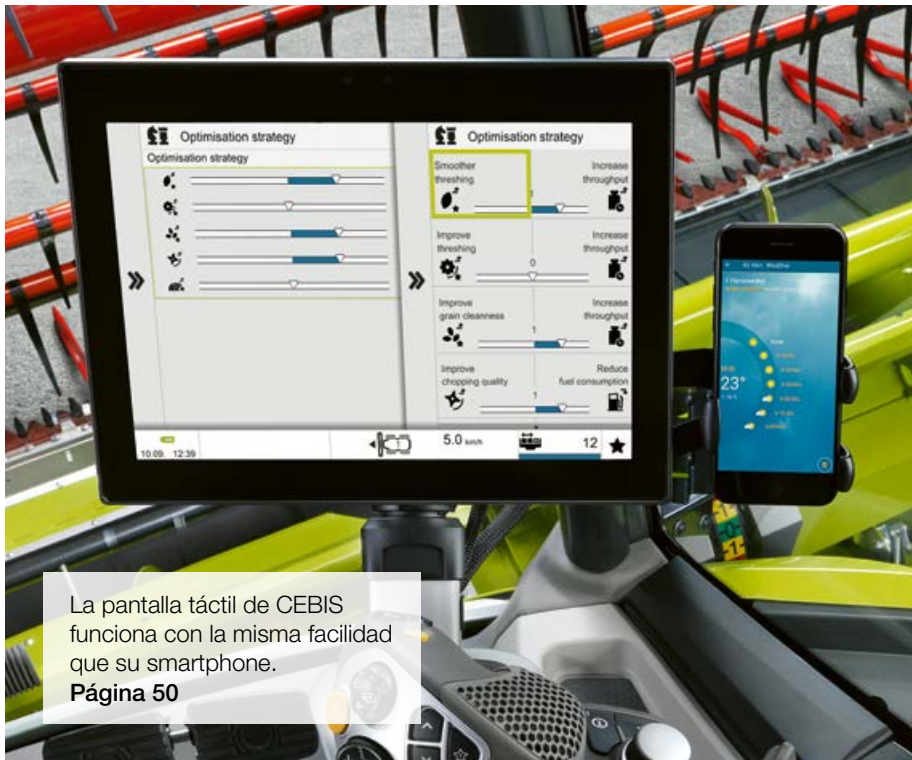 Optimisation strategy
Optimisation strategy
Optimisation strategy
Smoother threshing
Increase throughput
1
Improve threshing
Increase throughput
0
Improve grain cleanness
Increase throughput
1
Improve chopping quality
Reduce fuel consumption
1
10.09. 12:39
5.0 km/h
12
Weather
23°
La pantalla táctil de CEBIS
funciona con la misma facilidad
que su smartphone.
Página 50